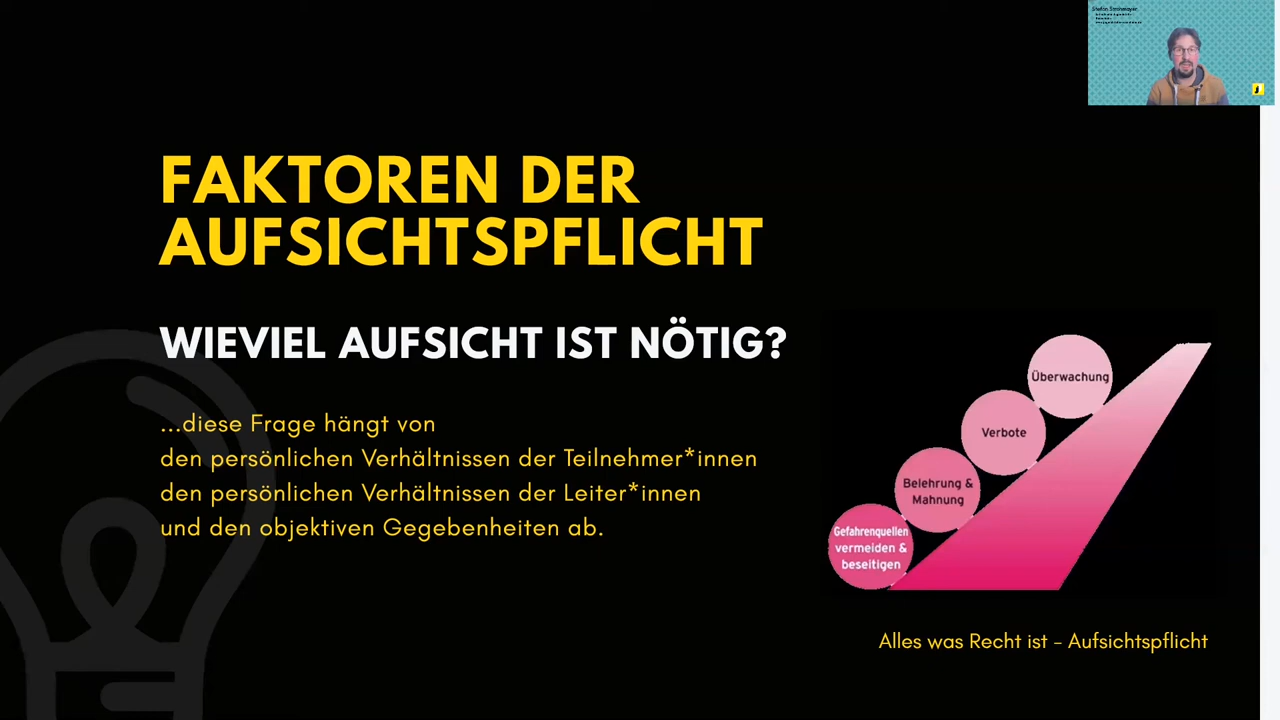 Stefan
FAKTOREN DER
AUFSICHTSPFLICHT
WIEVIEL AUFSICHT IST NÖTIG?
...diese Frage hängt von
den persönlichen Verhältnissen der Teilnehmer*innen
den persönlichen Verhältnissen der Leiter*innen
und den objektiven Gegebenheiten ab.
Überwachung
Verbote
Belehrung &
Mahnung
Gefahrenquellen
vermeiden &
beseitigen
Alles was Recht ist - Aufsichtspflicht